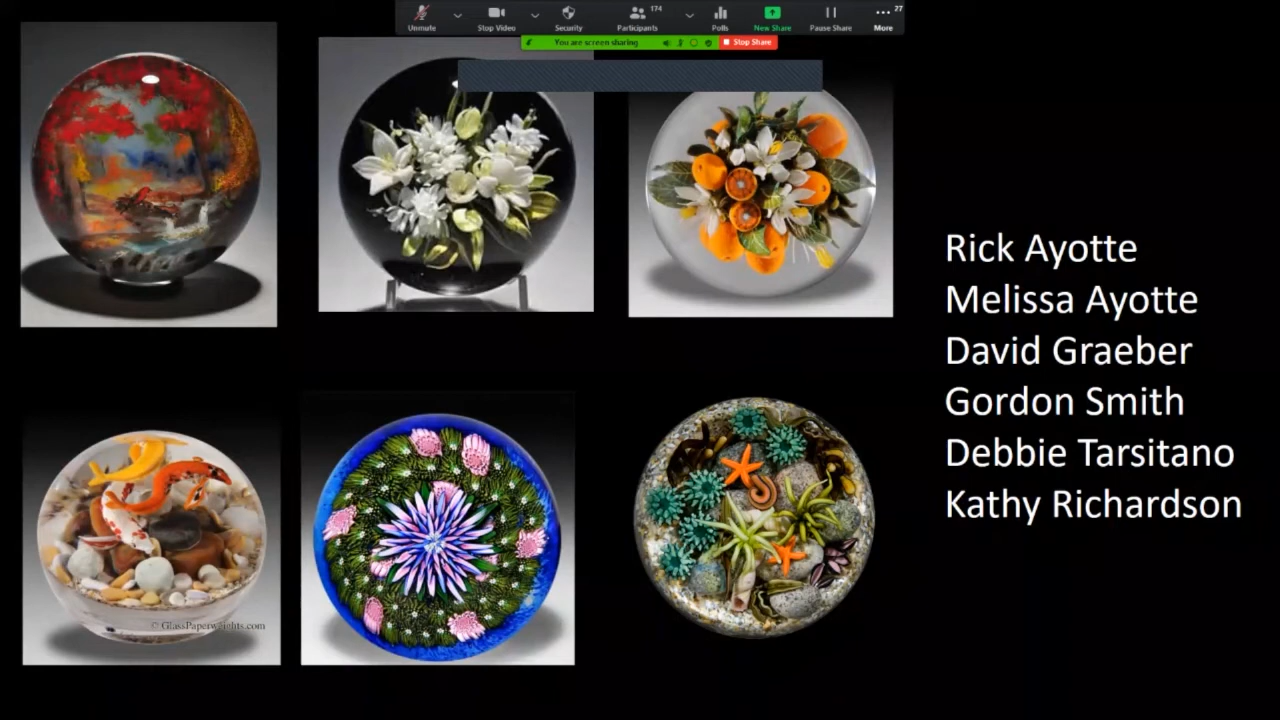 Unmute
Stop Video
Security
Participants
174
Polls
New Share
Pause Share
More
27
You are screen sharing
Stop Share
Rick Ayotte
Melissa Ayotte
David Graeber
Gordon Smith
Debbie Tarsitano
Kathy Richardson
© GlassPaperweights.com